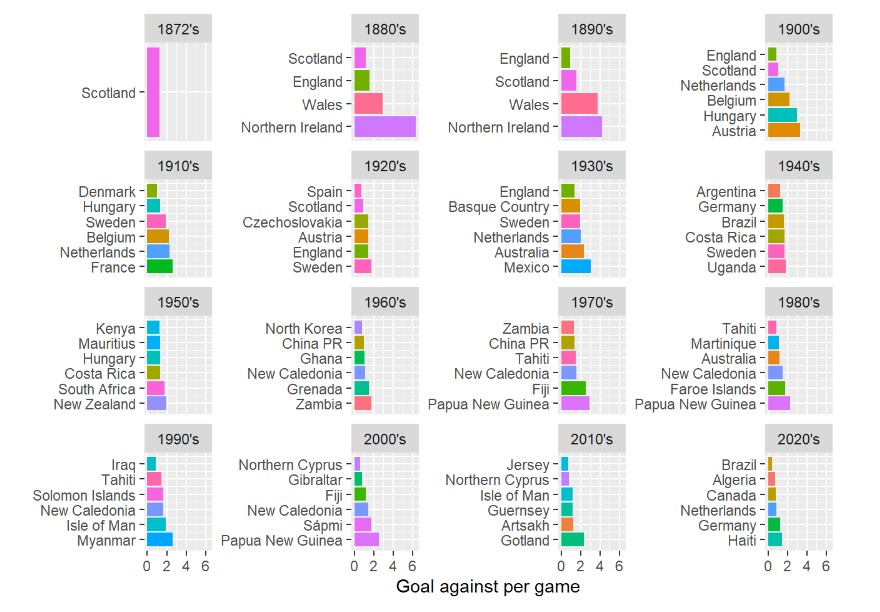 1872's
Scotland
1880's
Scotland
England
Wales
Northern Ireland
1890's
England
Scotland
Wales
Northern Ireland
1900's
England
Scotland
Netherlands
Belgium
Hungary
Austria
1910's
Denmark
Hungary
Sweden
Belgium
Netherlands
France
1920's
Spain
Scotland
Czechoslovakia
Austria
England
Sweden
1930's
England
Basque Country
Sweden
Netherlands
Australia
Mexico
1940's
Argentina
Germany
Brazil
Costa Rica
Sweden
Uganda
1950's
Kenya
Mauritius
Hungary
Costa Rica
South Africa
New Zealand
1960's
North Korea
China PR
Ghana
New Caledonia
Grenada
Zambia
1970's
Zambia
China PR
Tahiti
New Caledonia
Fiji
Papua New Guinea
1980's
Tahiti
Martinique
Australia
New Caledonia
Faroe Islands
Papua New Guinea
1990's
Iraq
Tahiti
Solomon Islands
New Caledonia
Isle of Man
Myanmar
0 2 4 6
2000's
Northern Cyprus
Gibraltar
Fiji
New Caledonia
Sápmi
Papua New Guinea
0 2 4 6
2010's
Jersey
Northern Cyprus
Isle of Man
Guernsey
Artsakh
Gotland
0 2 4 6
2020's
Brazil
Algeria
Canada
Netherlands
Germany
Haiti
0 2 4 6
Goal against per game